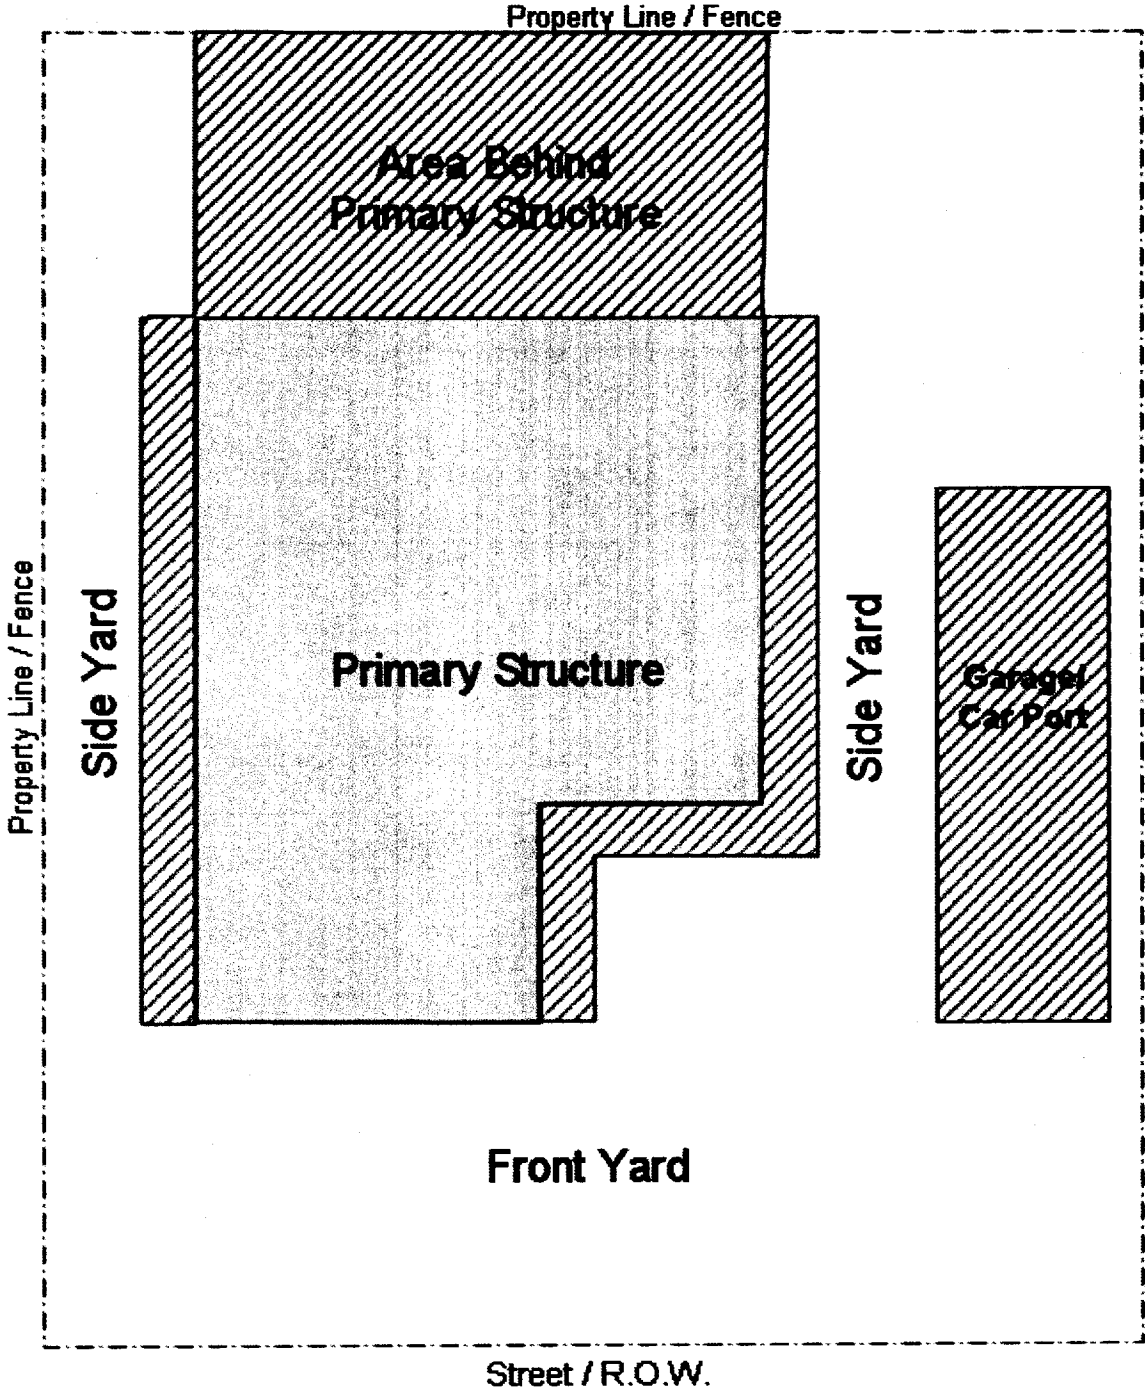 Property Line / Fence
Area Behind
Primary Structure
Property Line / Fence
Side Yard
Primary Structure
Side Yard
Garage/
Car Port
Front Yard
Street / R.O.W.